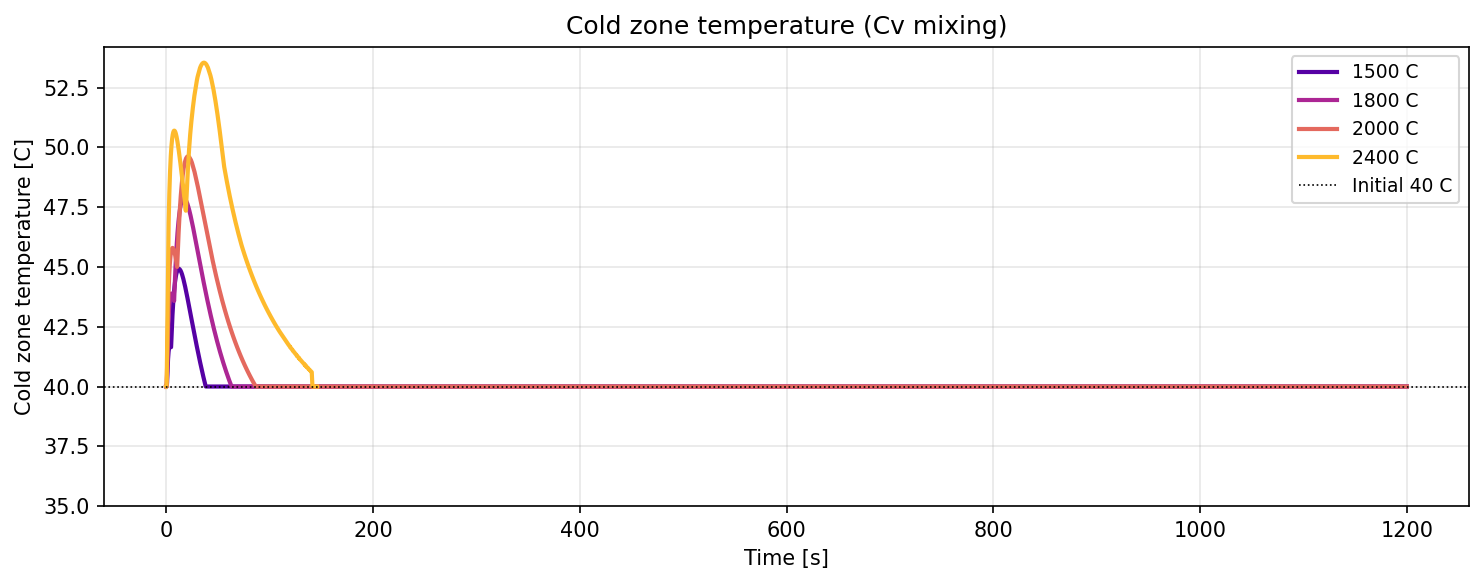 Cold zone temperature (Cv mixing)
Cold zone temperature [C]
52.5
50.0
47.5
45.0
42.5
40.0
37.5
35.0
1500 C
1800 C
2000 C
2400 C
Initial 40 C
0
200
400
600
800
1000
1200
Time [s]